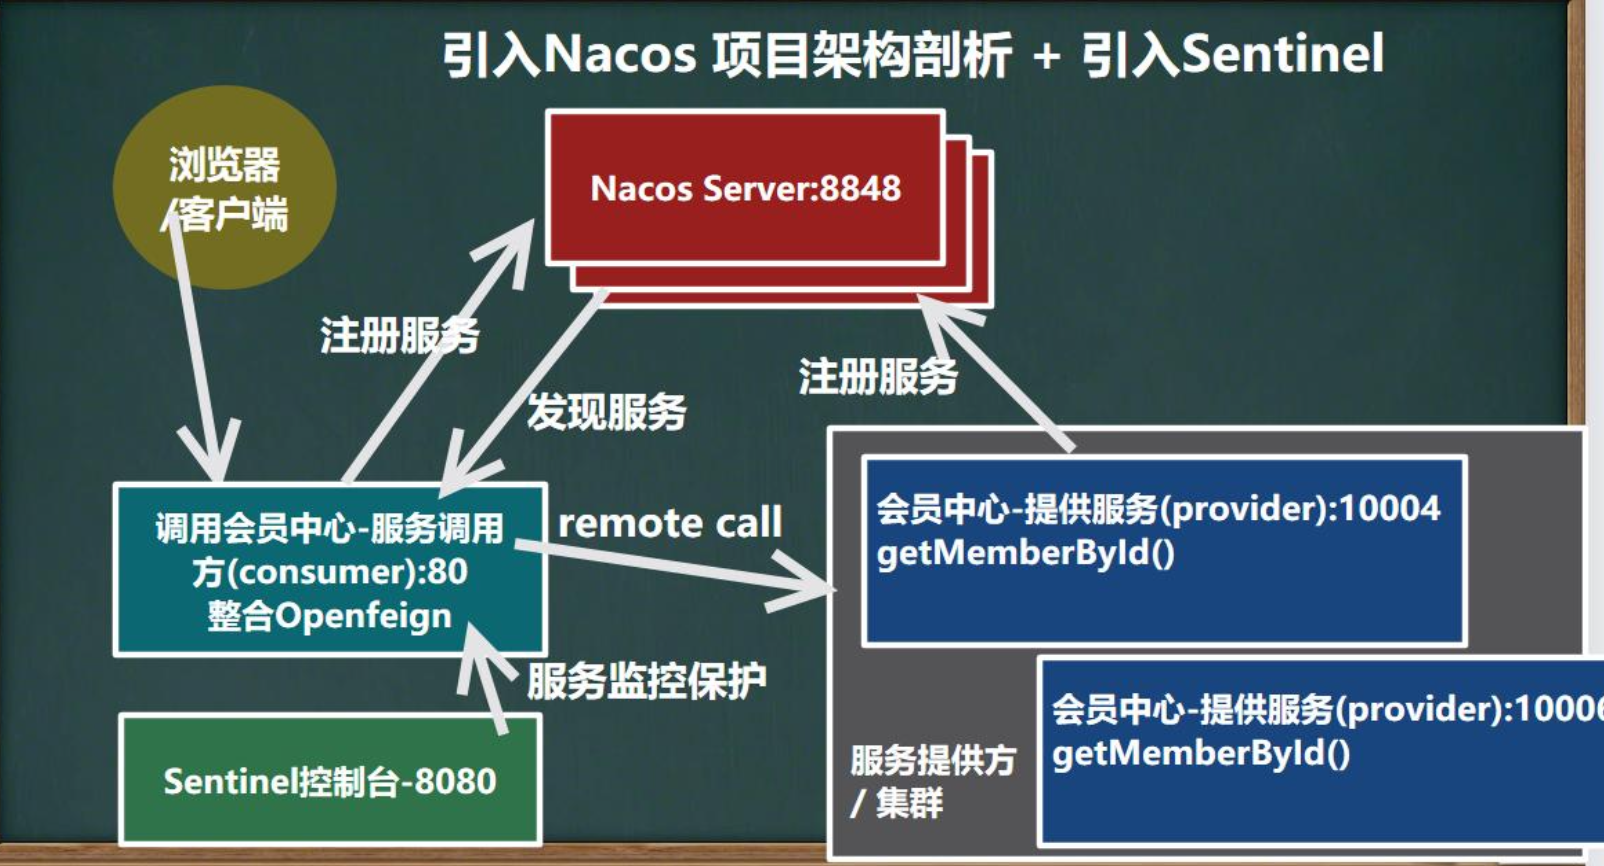 引入Nacos 项目架构剖析 + 引入Sentinel
浏览器
/客户端
Nacos Server:8848
注册服务
发现服务
注册服务
调用会员中心-服务调用
方(consumer):80
整合Openfeign
remote call
会员中心-提供服务(provider):10004
getMemberById()
服务监控保护
Sentinel控制台-8080
会员中心-提供服务(provider):10006
getMemberById()
服务提供方
/ 集群